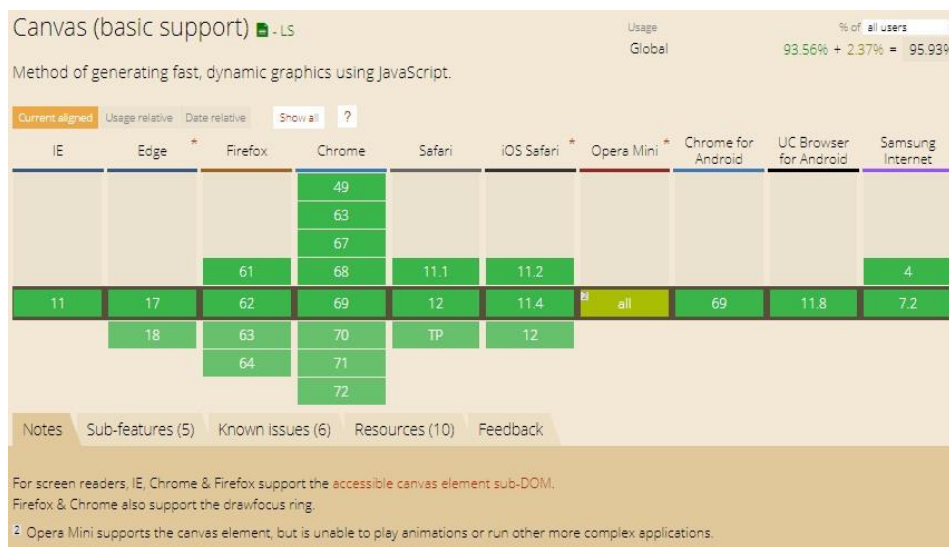 Canvas (basic support) - LS
Usage % of all users
Global 93.56% + 2.37% = 95.93%
Method of generating fast, dynamic graphics using JavaScript.
Current aligned Usage relative Date relative Show all ?
IE Edge * Firefox Chrome Safari iOS Safari * Opera Mini * Chrome for Android UC Browser for Android Samsung Internet
49
63
67
61 68 11.1 11.2 4
11 17 62 69 12 11.4 2 all 69 11.8 7.2
18 63 70 TP 12
64 71
72
Notes Sub-features (5) Known issues (6) Resources (10) Feedback
For screen readers, IE, Chrome & Firefox support the accessible canvas element sub-DOM.
Firefox & Chrome also support the drawfocus ring.
2 Opera Mini supports the canvas element, but is unable to play animations or run other more complex applications.